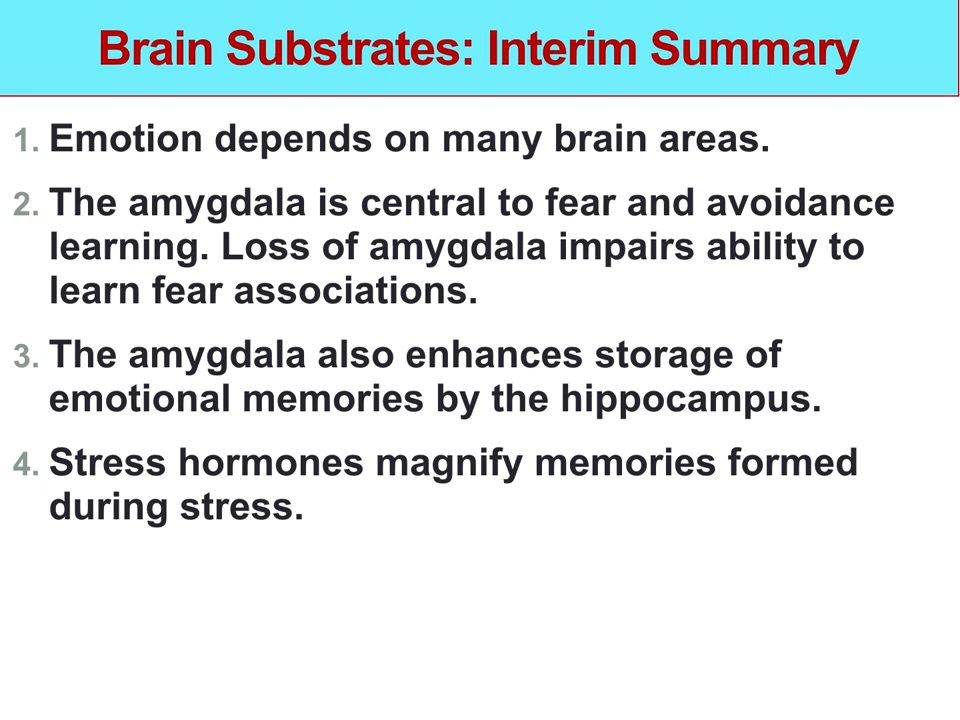 Brain Substrates: Interim Summary
1. Emotion depends on many brain areas.
2. The amygdala is central to fear and avoidance
learning. Loss of amygdala impairs ability to
learn fear associations.
3. The amygdala also enhances storage of
emotional memories by the hippocampus.
4. Stress hormones magnify memories formed
during stress.